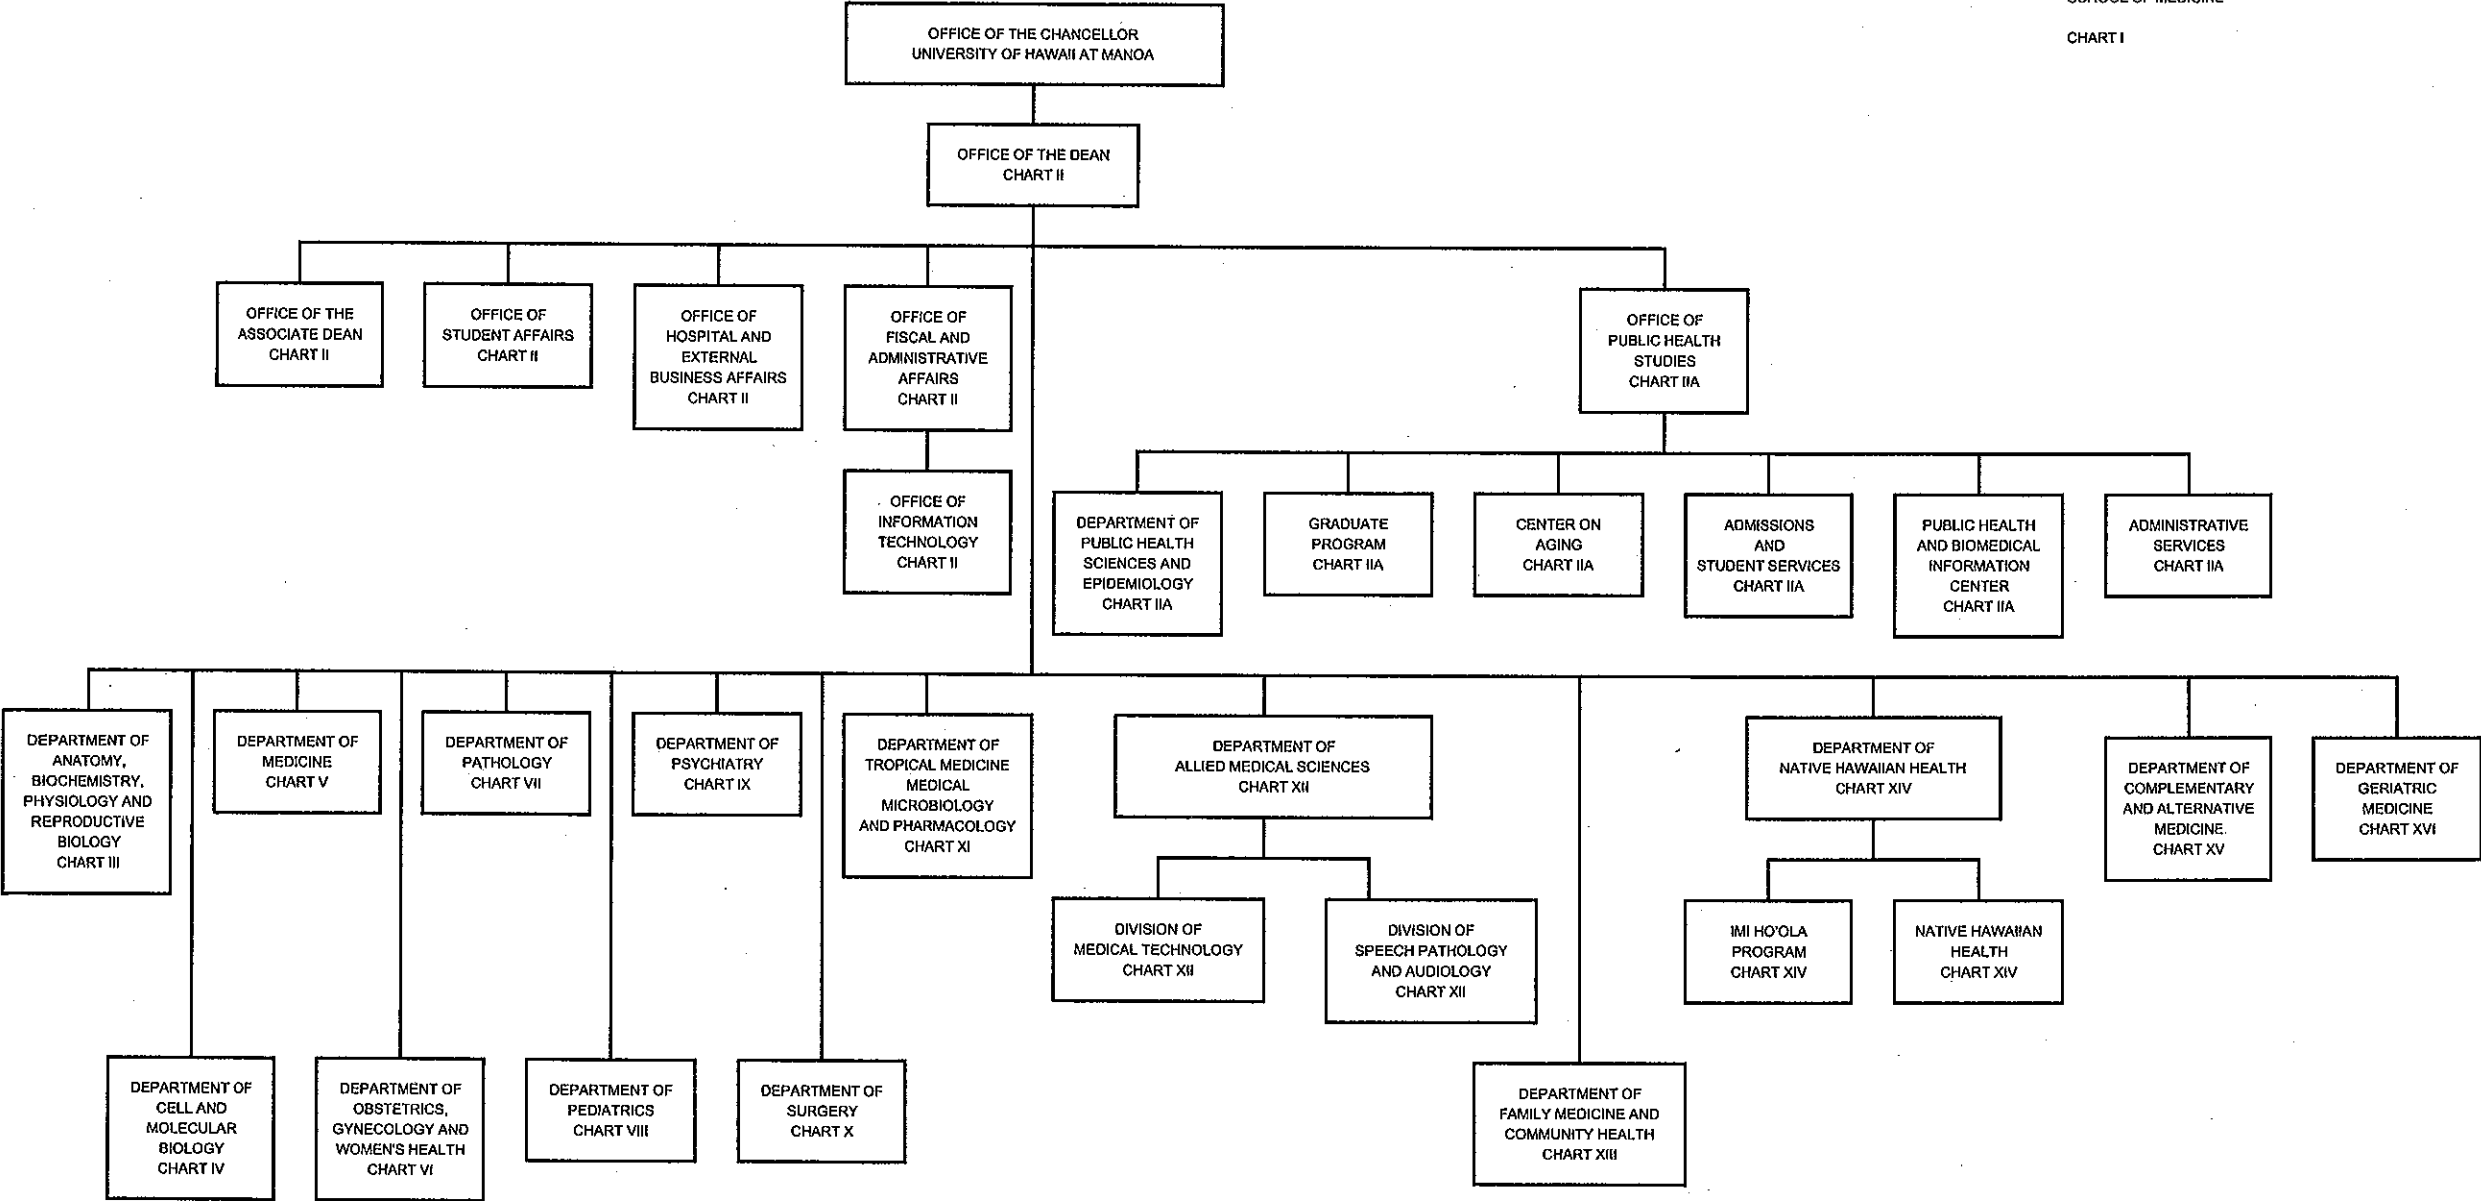 SCHOOL OF MEDICINE
CHART I
OFFICE OF THE CHANCELLOR
UNIVERSITY OF HAWAII AT MANOA
OFFICE OF THE DEAN
CHART II
OFFICE OF THE
ASSOCIATE DEAN
CHART II
OFFICE OF
STUDENT AFFAIRS
CHART II
OFFICE OF
HOSPITAL AND
EXTERNAL
BUSINESS AFFAIRS
CHART II
OFFICE OF
FISCAL AND
ADMINISTRATIVE
AFFAIRS
CHART II
OFFICE OF
PUBLIC HEALTH
STUDIES
CHART IIA
OFFICE OF
INFORMATION
TECHNOLOGY
CHART II
DEPARTMENT OF
PUBLIC HEALTH
SCIENCES AND
EPIDEMIOLOGY
CHART IIA
GRADUATE
PROGRAM
CHART IIA
CENTER ON
AGING
CHART IIA
ADMISSIONS
AND
STUDENT SERVICES
CHART IIA
PUBLIC HEALTH
AND BIOMEDICAL
INFORMATION
CENTER
CHART IIA
ADMINISTRATIVE
SERVICES
CHART IIA
DEPARTMENT OF
ANATOMY,
BIOCHEMISTRY,
PHYSIOLOGY AND
REPRODUCTIVE
BIOLOGY
CHART III
DEPARTMENT OF
MEDICINE
CHART V
DEPARTMENT OF
PATHOLOGY
CHART VII
DEPARTMENT OF
PSYCHIATRY
CHART IX
DEPARTMENT OF
TROPICAL MEDICINE
MEDICAL
MICROBIOLOGY
AND PHARMACOLOGY
CHART XI
DEPARTMENT OF
ALLIED MEDICAL SCIENCES
CHART XII
DEPARTMENT OF
NATIVE HAWAIIAN HEALTH
CHART XIV
DEPARTMENT OF
COMPLEMENTARY
AND ALTERNATIVE
MEDICINE.
CHART XV
DEPARTMENT OF
GERIATRIC
MEDICINE
CHART XVI
DIVISION OF
MEDICAL TECHNOLOGY
CHART XII
DIVISION OF
SPEECH PATHOLOGY
AND AUDIOLOGY
CHART XII
IMI HO'OLA
PROGRAM
CHART XIV
NATIVE HAWAIIAN
HEALTH
CHART XIV
DEPARTMENT OF
CELL AND
MOLECULAR
BIOLOGY
CHART IV
DEPARTMENT OF
OBSTETRICS,
GYNECOLOGY AND
WOMEN'S HEALTH
CHART VI
DEPARTMENT OF
PEDIATRICS
CHART VIII
DEPARTMENT OF
SURGERY
CHART X
DEPARTMENT OF
FAMILY MEDICINE AND
COMMUNITY HEALTH
CHART XIII